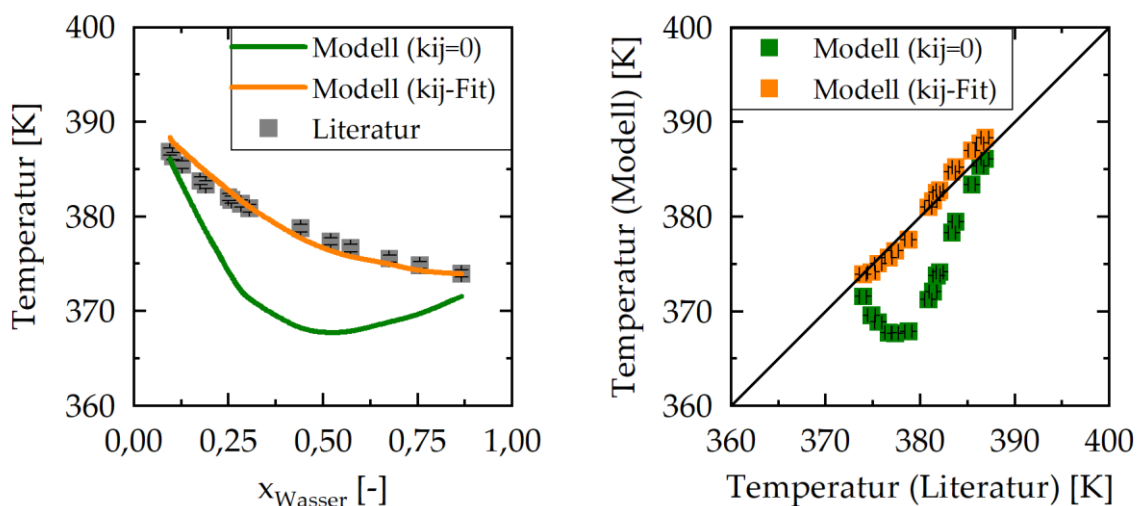 400
390
380
370
360
Temperatur [K]
Modell (kij=0)
Modell (kij-Fit)
Literatur
0,00 0,25 0,50 0,75 1,00
xWasser [-]
400
390
380
370
360
Temperatur (Modell) [K]
Modell (kij=0)
Modell (kij-Fit)
360 370 380 390 400
Temperatur (Literatur) [K]